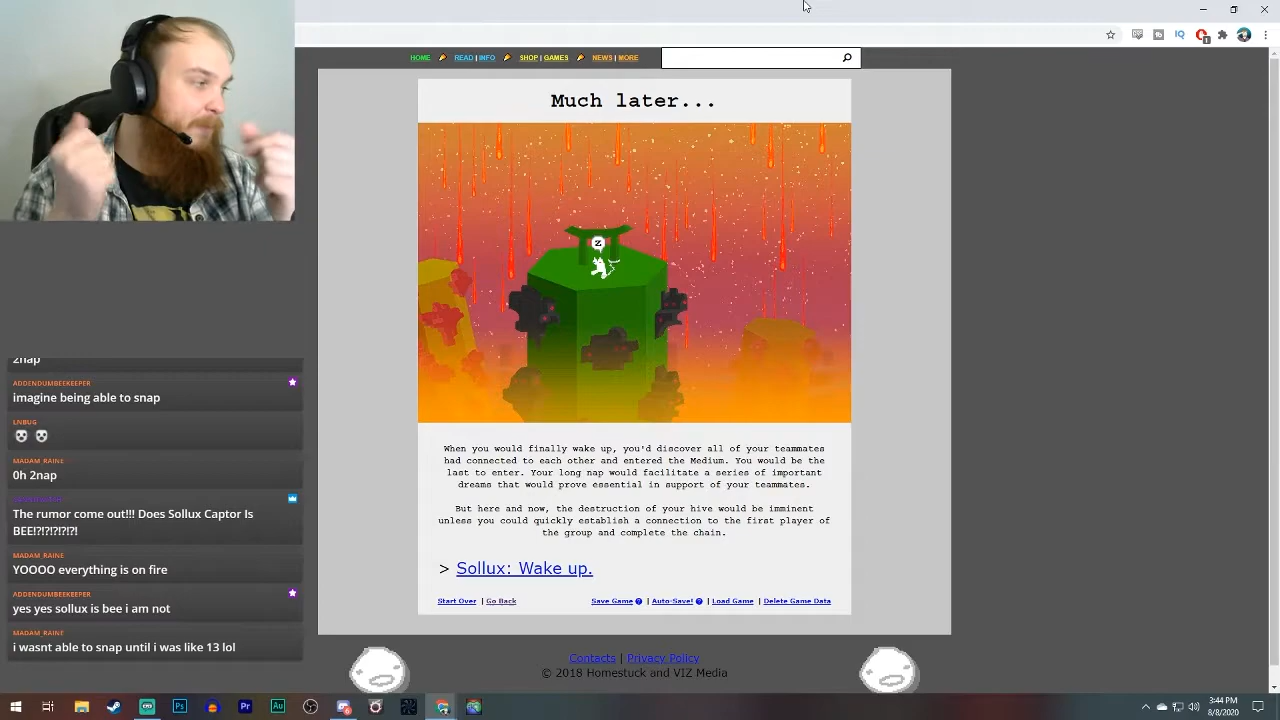 HOME READ | INFO SHOP | GAMES NEWS | MORE
Much later...
z
When you would finally wake up, you'd discover all of your teammates
had connected to each other and entered the Medium. You would be the
last to enter. Your long nap would facilitate a series of important
dreams that would prove essential in support of your teammates.
But here and now, the destruction of your hive would be imminent
unless you could quickly establish a connection to the first player of
the group and complete the chain.
> Sollux: Wake up.
Start Over | Go Back Save Game ? | Auto-Save! ? | Load Game | Delete Game Data
Contacts | Privacy Policy
© 2018 Homestuck and VIZ Media
2nap
ADDENDUMBEEKEEPER
imagine being able to snap
LNBUG
MADAM_RAINE
0h 2nap
The rumor come out!!! Does Sollux Captor Is
BEE!?!?!?!?!
MADAM_RAINE
YOOOO everything is on fire
ADDENDUMBEEKEEPER
yes yes sollux is bee i am not
MADAM_RAINE
i wasnt able to snap until i was like 13 lol
IQ
1
Ps
Pr
Au
3:44 PM
8/8/2020